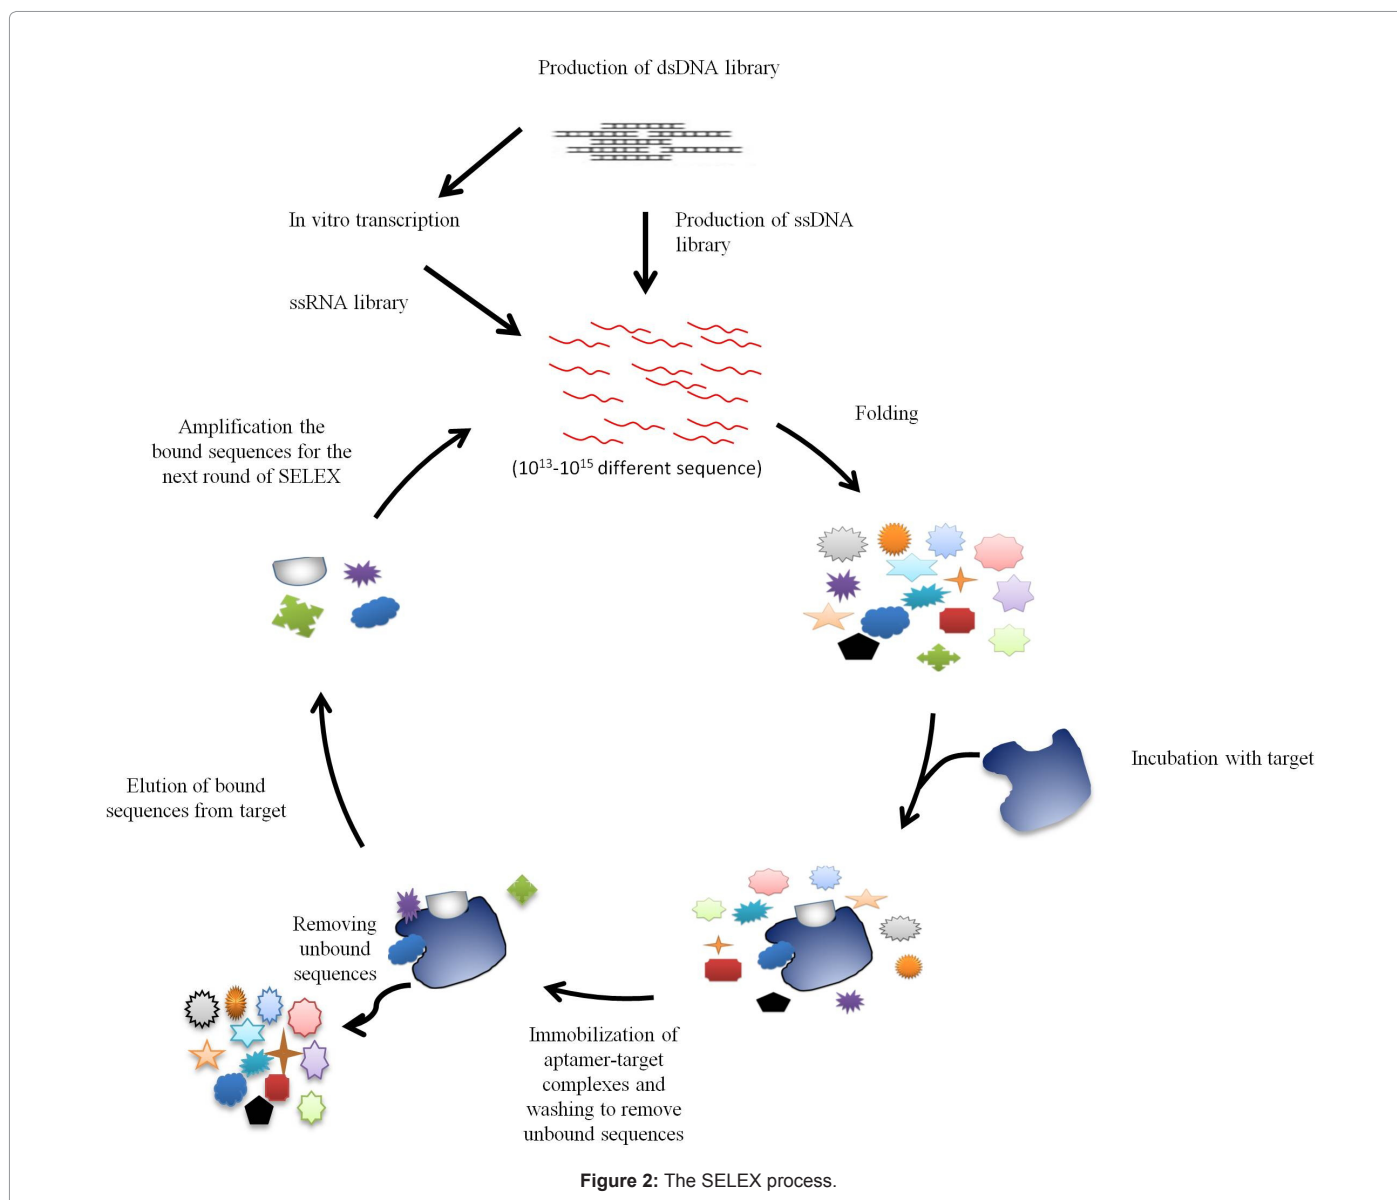 Production of dsDNA library
In vitro transcription
Production of ssDNA
library
ssRNA library
Amplification the
bound sequences for the
next round of SELEX
Folding
(10¹³-10¹⁵ different sequence)
Incubation with target
Elution of bound
sequences from target
Removing
unbound
sequences
Immobilization of
aptamer-target
complexes and
washing to remove
unbound sequences
Figure 2: The SELEX process.